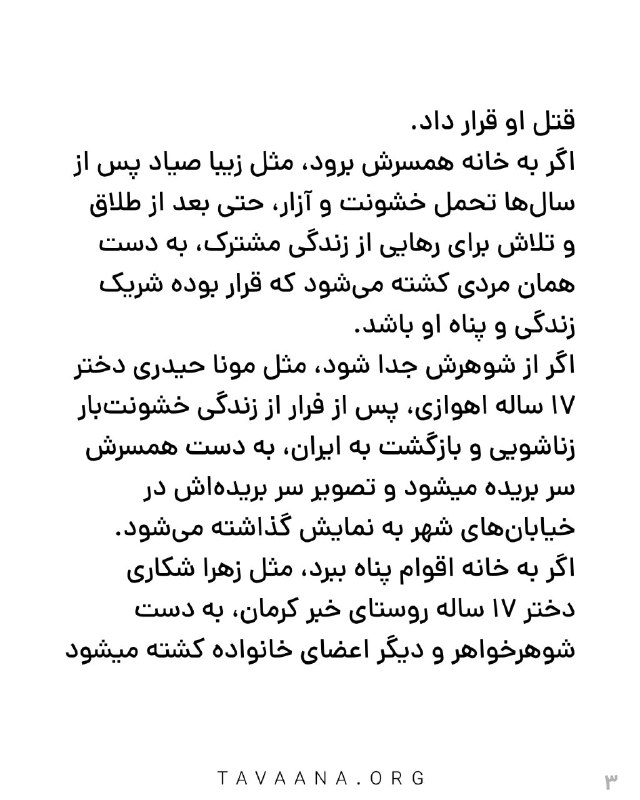 قتل او قرار داد.
اگر به خانه همسرش برود، مثل زیبا صیاد پس از
سال‌ها تحمل خشونت و آزار، حتی بعد از طلاق
و تلاش برای رهایی از زندگی مشترک، به دست
همان مردی کشته می‌شود که قرار بوده شریک
زندگی و پناه او باشد.
اگر از شوهرش جدا شود، مثل مونا حیدری دختر
۱۷ ساله اهوازی، پس از فرار از زندگی خشونت‌بار
زناشویی و بازگشت به ایران، به دست همسرش
سر بریده میشود و تصویر سر بریده‌اش در
خیابان‌های شهر به نمایش گذاشته می‌شود.
اگر به خانه اقوام پناه ببرد، مثل زهرا شکاری
دختر ۱۷ ساله روستای خبر کرمان، به دست
شوهرخواهر و دیگر اعضای خانواده کشته میشود
TAVAANA.ORG
۳